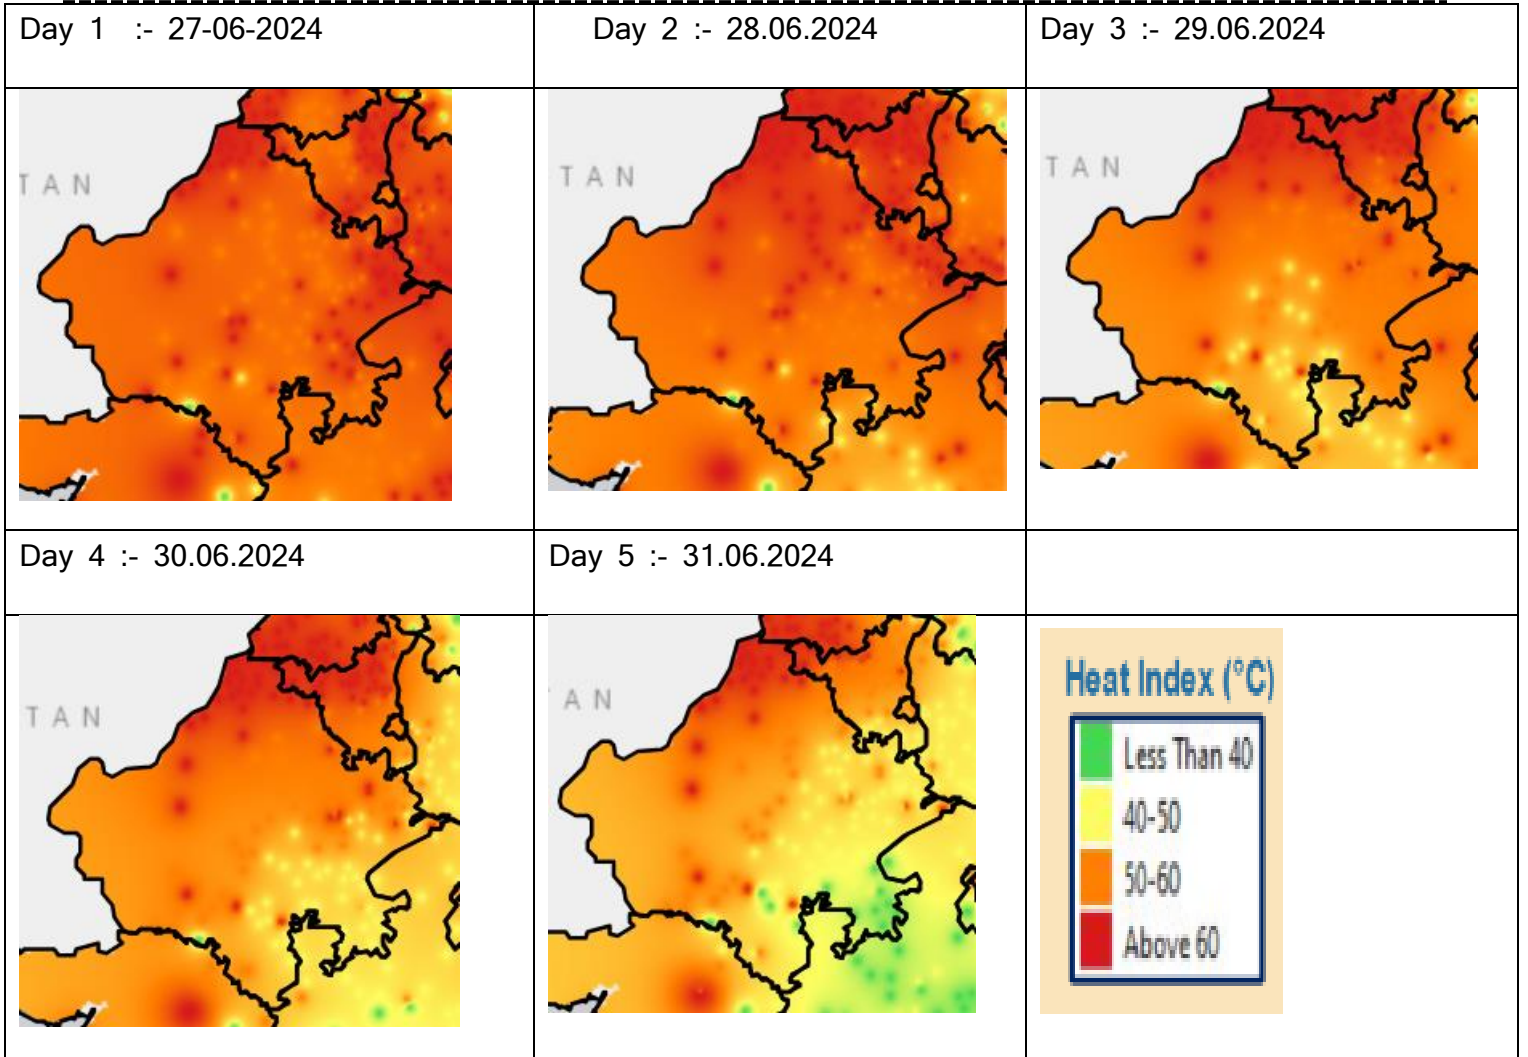 Day 1 :- 27-06-2024
Day 2 :- 28.06.2024
Day 3 :- 29.06.2024
TAN
TAN
TAN
Day 4 :- 30.06.2024
Day 5 :- 31.06.2024
TAN
AN
Heat Index (°C)
Less Than 40
40-50
50-60
Above 60